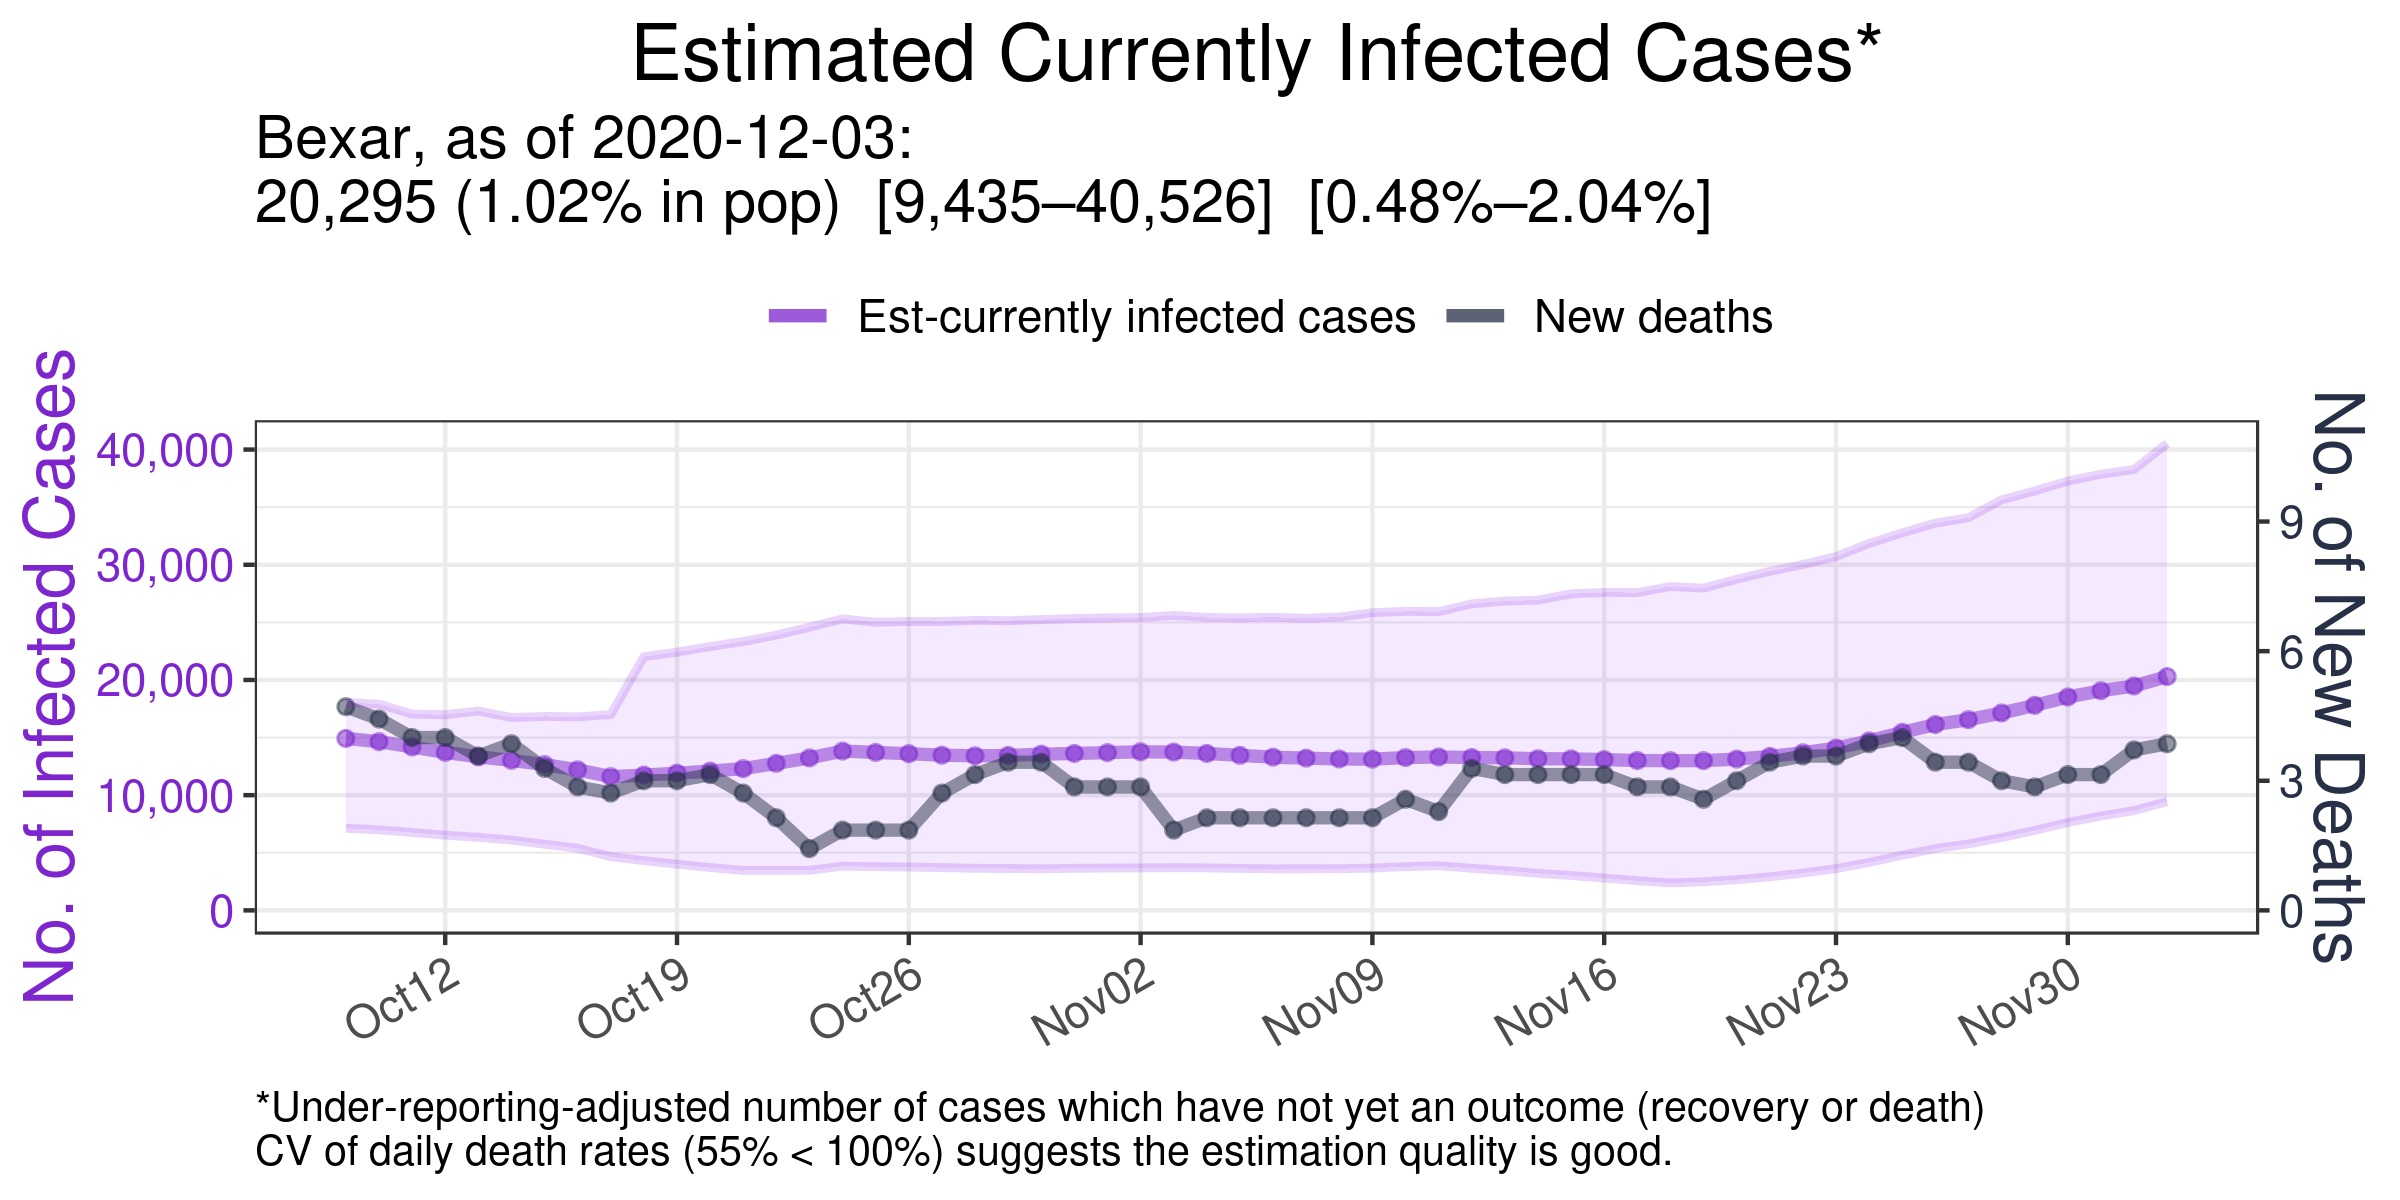 Estimated Currently Infected Cases*
Bexar, as of 2020-12-03:
20,295 (1.02% in pop)  [9,435–40,526]  [0.48%–2.04%]
Est-currently infected cases
New deaths
No. of Infected Cases
40,000
30,000
20,000
10,000
0
No. of New Deaths
9
6
3
0
Oct12
Oct19
Oct26
Nov02
Nov09
Nov16
Nov23
Nov30
*Under-reporting-adjusted number of cases which have not yet an outcome (recovery or death)
CV of daily death rates (55% < 100%) suggests the estimation quality is good.